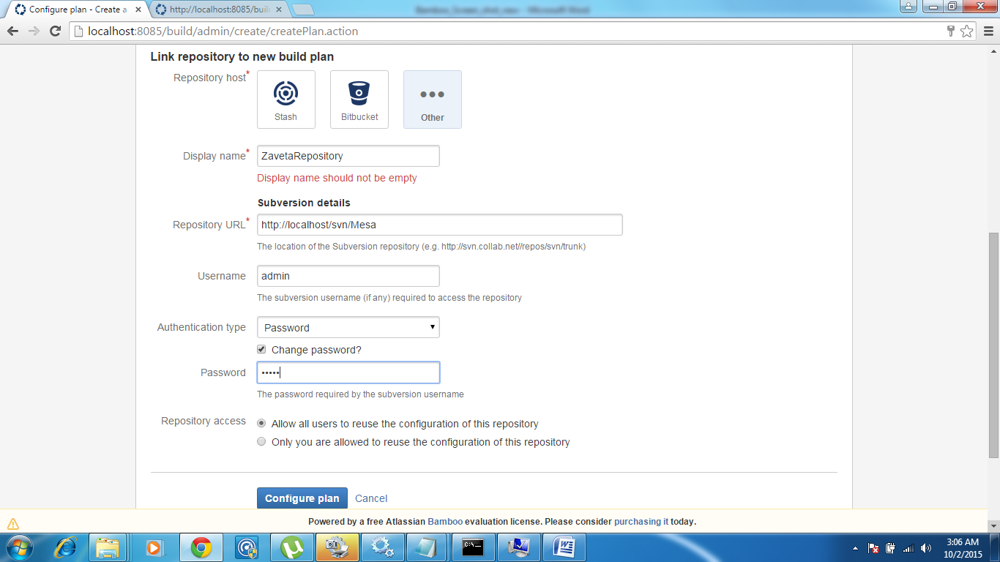 Configure plan - Create a
http://localhost:8085/build
Bamboo_Screen_shot_new - Microsoft Word
localhost:8085/build/admin/create/createPlan.action
Link repository to new build plan
Repository host*
Stash
Bitbucket
Other
Display name*
ZavetaRepository
Display name should not be empty
Subversion details
Repository URL*
http://localhost/svn/Mesa
The location of the Subversion repository (e.g. http://svn.collab.net//repos/svn/trunk)
Username
admin
The subversion username (if any) required to access the repository
Authentication type
Password
Change password?
Password
•••••
The password required by the subversion username
Repository access
Allow all users to reuse the configuration of this repository
Only you are allowed to reuse the configuration of this repository
Configure plan
Cancel
Powered by a free Atlassian Bamboo evaluation license. Please consider purchasing it today.
C:\.
3:06 AM
10/2/2015